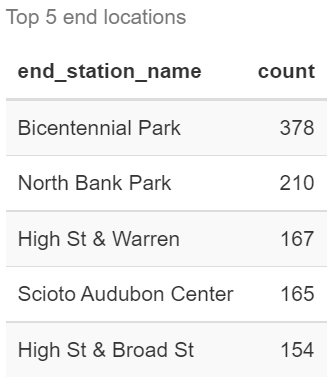 Top 5 end locations
end_station_name count
Bicentennial Park 378
North Bank Park 210
High St & Warren 167
Scioto Audubon Center 165
High St & Broad St 154